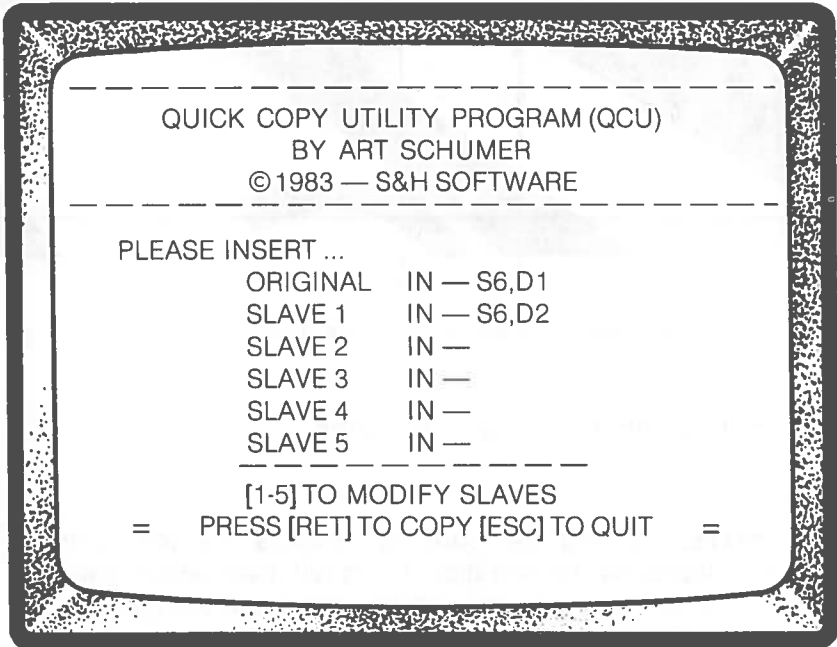 QUICK COPY UTILITY PROGRAM (QCU)
BY ART SCHUMER
© 1983 — S&H SOFTWARE
PLEASE INSERT ...
ORIGINAL IN — S6,D1
SLAVE 1 IN — S6,D2
SLAVE 2 IN —
SLAVE 3 IN —
SLAVE 4 IN —
SLAVE 5 IN —
[1-5] TO MODIFY SLAVES
= PRESS [RET] TO COPY [ESC] TO QUIT =